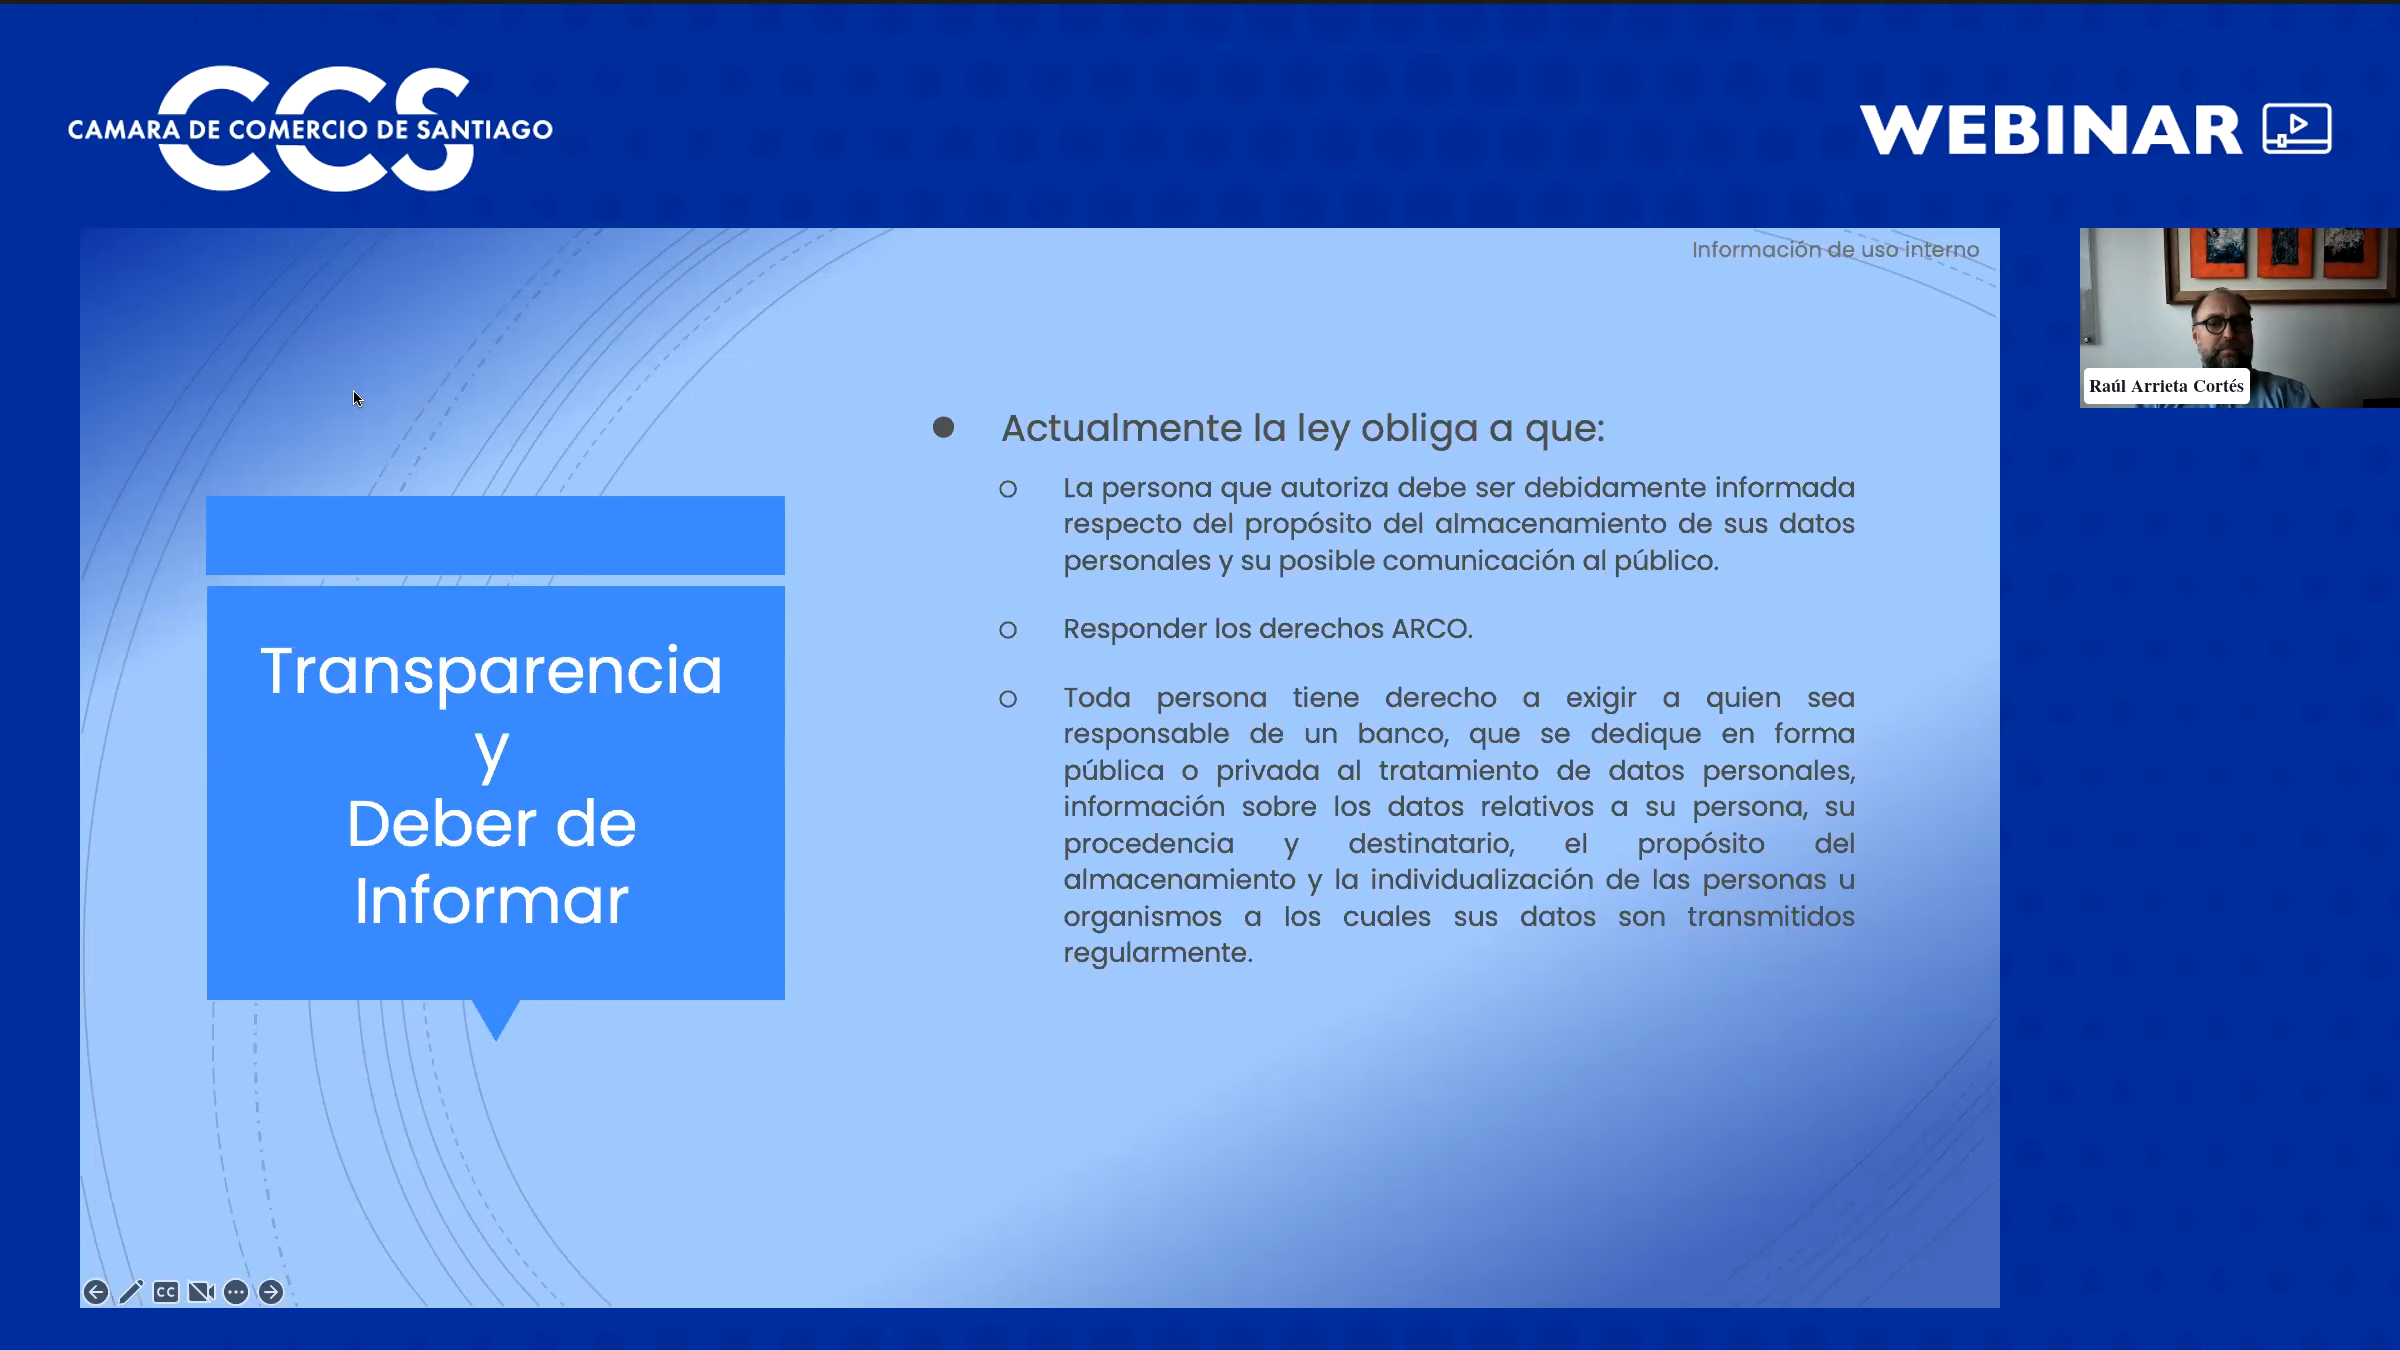 CCS
CAMARA DE COMERCIO DE SANTIAGO
WEBINAR
Información de uso interno
Raúl Arrieta Cortés
Transparencia
y
Deber de
Informar
Actualmente la ley obliga a que:
La persona que autoriza debe ser debidamente informada
respecto del propósito del almacenamiento de sus datos
personales y su posible comunicación al público.
Responder los derechos ARCO.
Toda persona tiene derecho a exigir a quien sea
responsable de un banco, que se dedique en forma
pública o privada al tratamiento de datos personales,
información sobre los datos relativos a su persona, su
procedencia y destinatario, el propósito del
almacenamiento y la individualización de las personas u
organismos a los cuales sus datos son transmitidos
regularmente.
CC